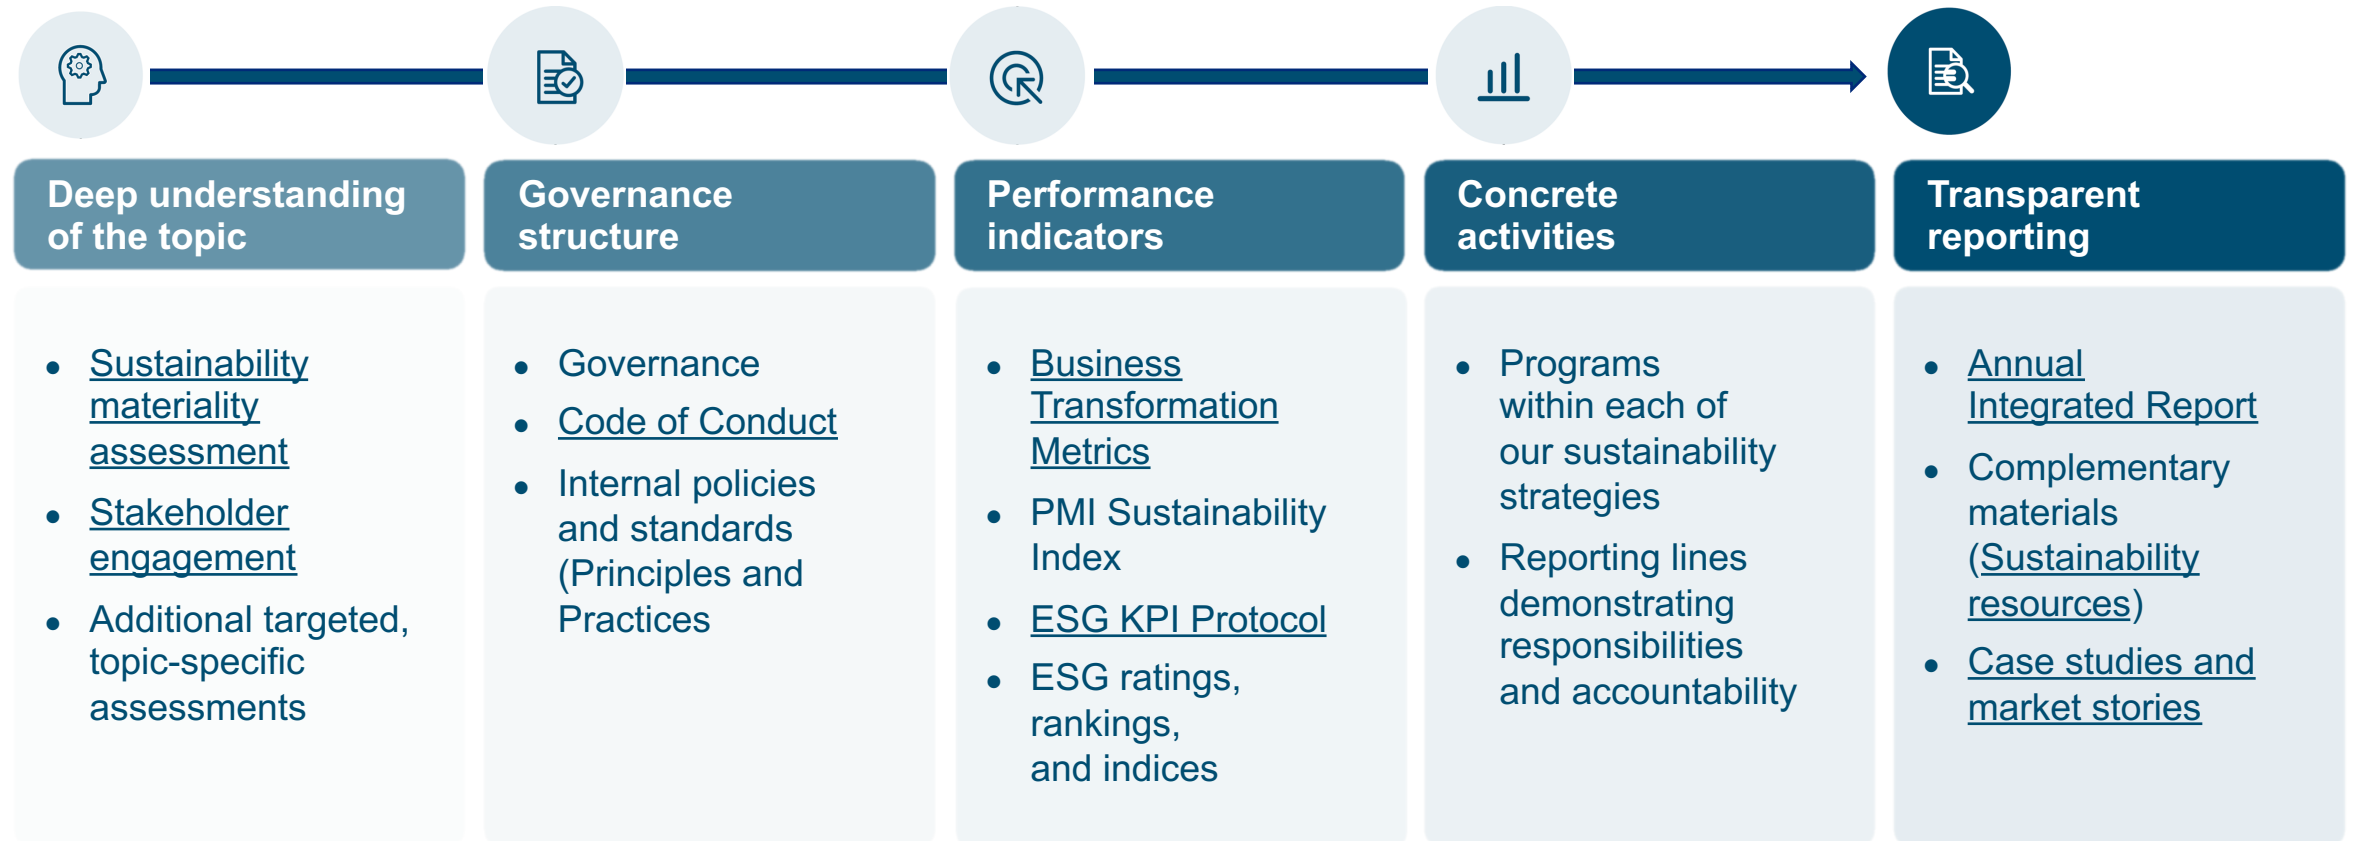 Deep understanding
of the topic
Governance
structure
Performance
indicators
Concrete
activities
Transparent
reporting
• Sustainability
materiality
assessment
• Stakeholder
engagement
• Additional targeted,
topic-specific
assessments
• Governance
• Code of Conduct
• Internal policies
and standards
(Principles and
Practices
• Business
Transformation
Metrics
• PMI Sustainability
Index
• ESG KPI Protocol
• ESG ratings,
rankings,
and indices
• Programs
within each of
our sustainability
strategies
• Reporting lines
demonstrating
responsibilities
and accountability
• Annual
Integrated Report
• Complementary
materials
(Sustainability
resources)
• Case studies and
market stories